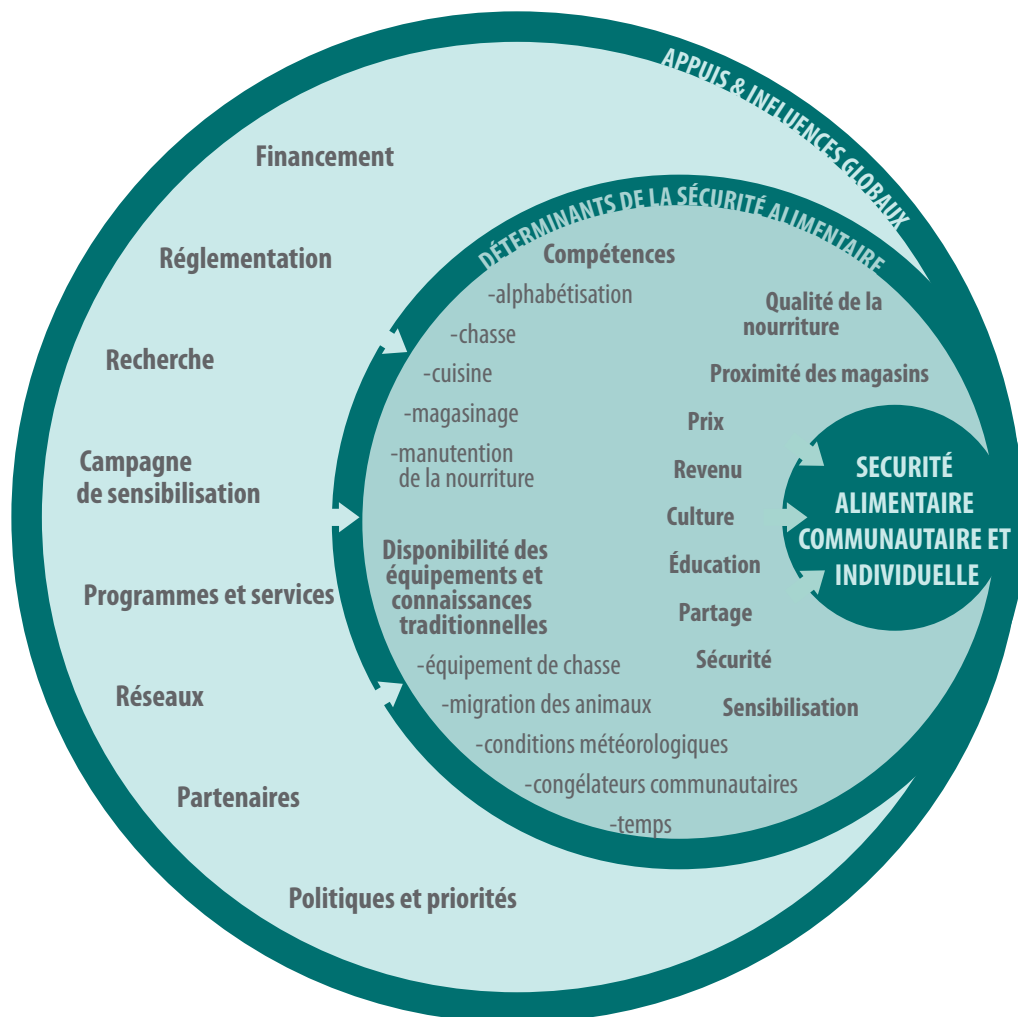 APPUIS & INFLUENCES GLOBAUX
Financement
Réglementation
Recherche
Campagne
de sensibilisation
Programmes et services
Réseaux
Partenaires
Politiques et priorités
DÉTERMINANTS DE LA SÉCURITÉ ALIMENTAIRE
Compétences
-alphabétisation
-chasse
-cuisine
-magasinage
-manutention
de la nourriture
Disponibilité des
équipements et
connaissances
traditionnelles
-équipement de chasse
-migration des animaux
-conditions météorologiques
-congélateurs communautaires
-temps
Qualité de la
nourriture
Proximité des magasins
Prix
Revenu
Culture
Éducation
Partage
Sécurité
Sensibilisation
SECURITÉ
ALIMENTAIRE
COMMUNAUTAIRE ET
INDIVIDUELLE